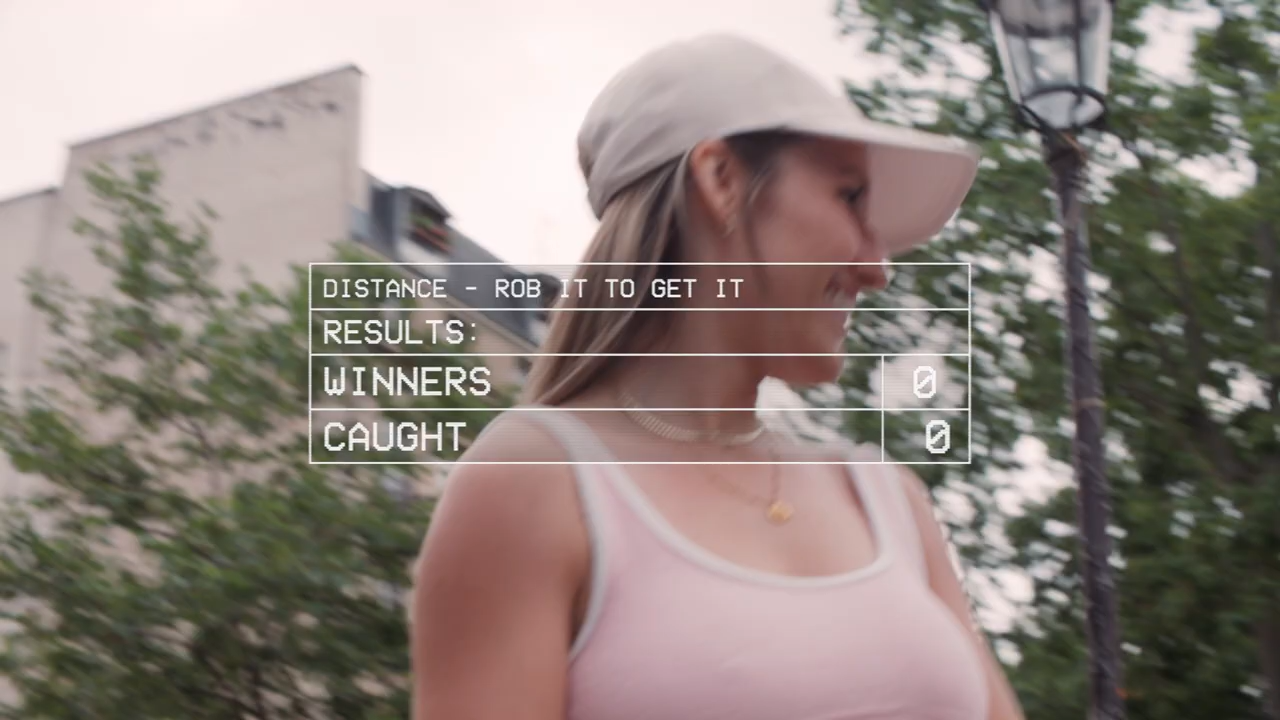 DISTANCE - ROB IT TO GET IT
RESULTS:
WINNERS 0
CAUGHT 0